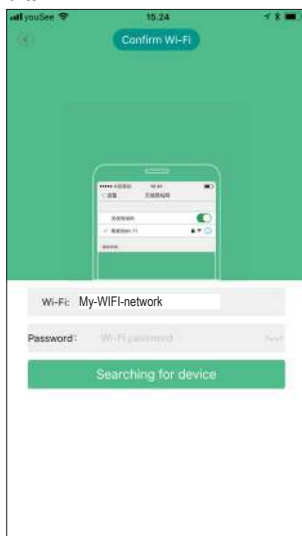 youSee 15.24
Confirm Wi-Fi
Wi-Fi: My-WIFI-network
Password: Wi-Fi password
Searching for device